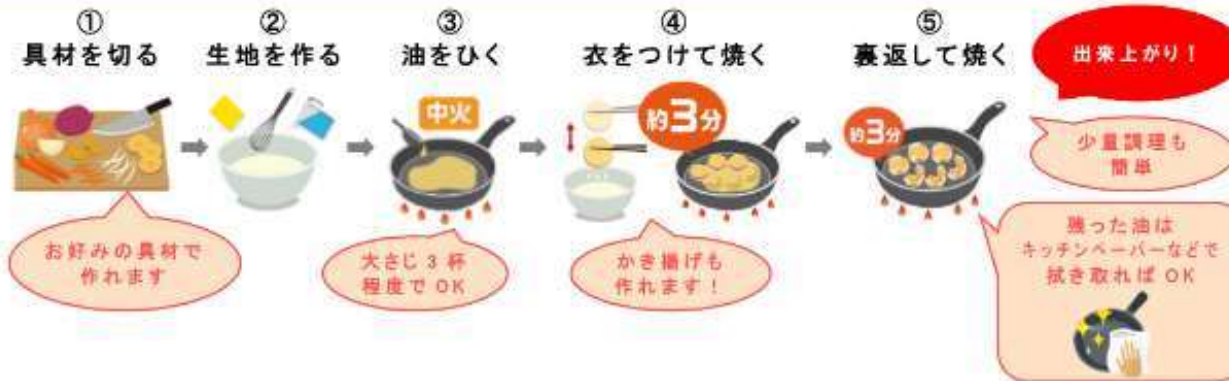 ①
具材を切る
お好みの具材で
作れます
②
生地を作る
③
油をひく
中火
大さじ3杯
程度でOK
④
衣をつけて焼く
約3分
かき揚げも
作れます！
⑤
裏返して焼く
約3分
出来上がり！
少量調理も
簡単
残った油は
キッチンペーパーなどで
拭き取ればOK